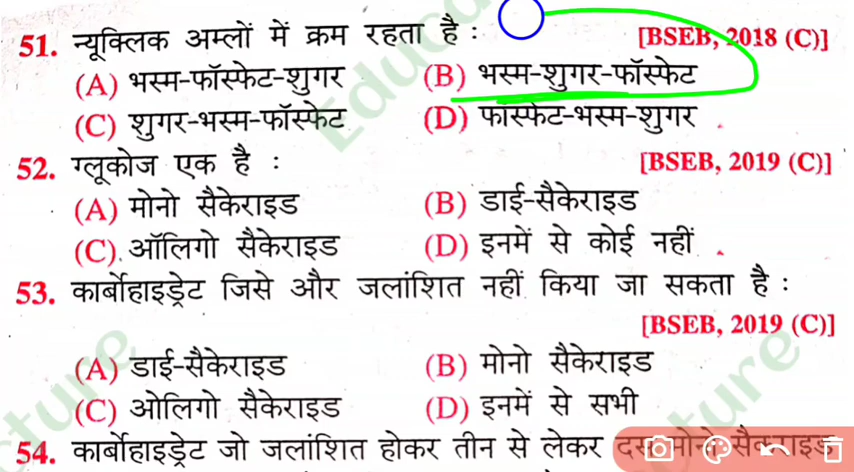 51. न्यूक्लिक अम्लों में क्रम रहता है : [BSEB, 2018 (C)]
(A) भस्म-फॉस्फेट-शुगर (B) भस्म-शुगर-फॉस्फेट
(C) शुगर-भस्म-फॉस्फेट (D) फॉस्फेट-भस्म-शुगर
52. ग्लूकोज एक है : [BSEB, 2019 (C)]
(A) मोनो सैकेराइड (B) डाई-सैकेराइड
(C) ऑलिगो सैकेराइड (D) इनमें से कोई नहीं
53. कार्बोहाइड्रेट जिसे और जलांशित नहीं किया जा सकता है :
[BSEB, 2019 (C)]
(A) डाई-सैकेराइड (B) मोनो सैकेराइड
(C) ओलिगो सैकेराइड (D) इनमें से सभी
54. कार्बोहाइड्रेट जो जलांशित होकर तीन से लेकर दस मोनो सैकेराइड